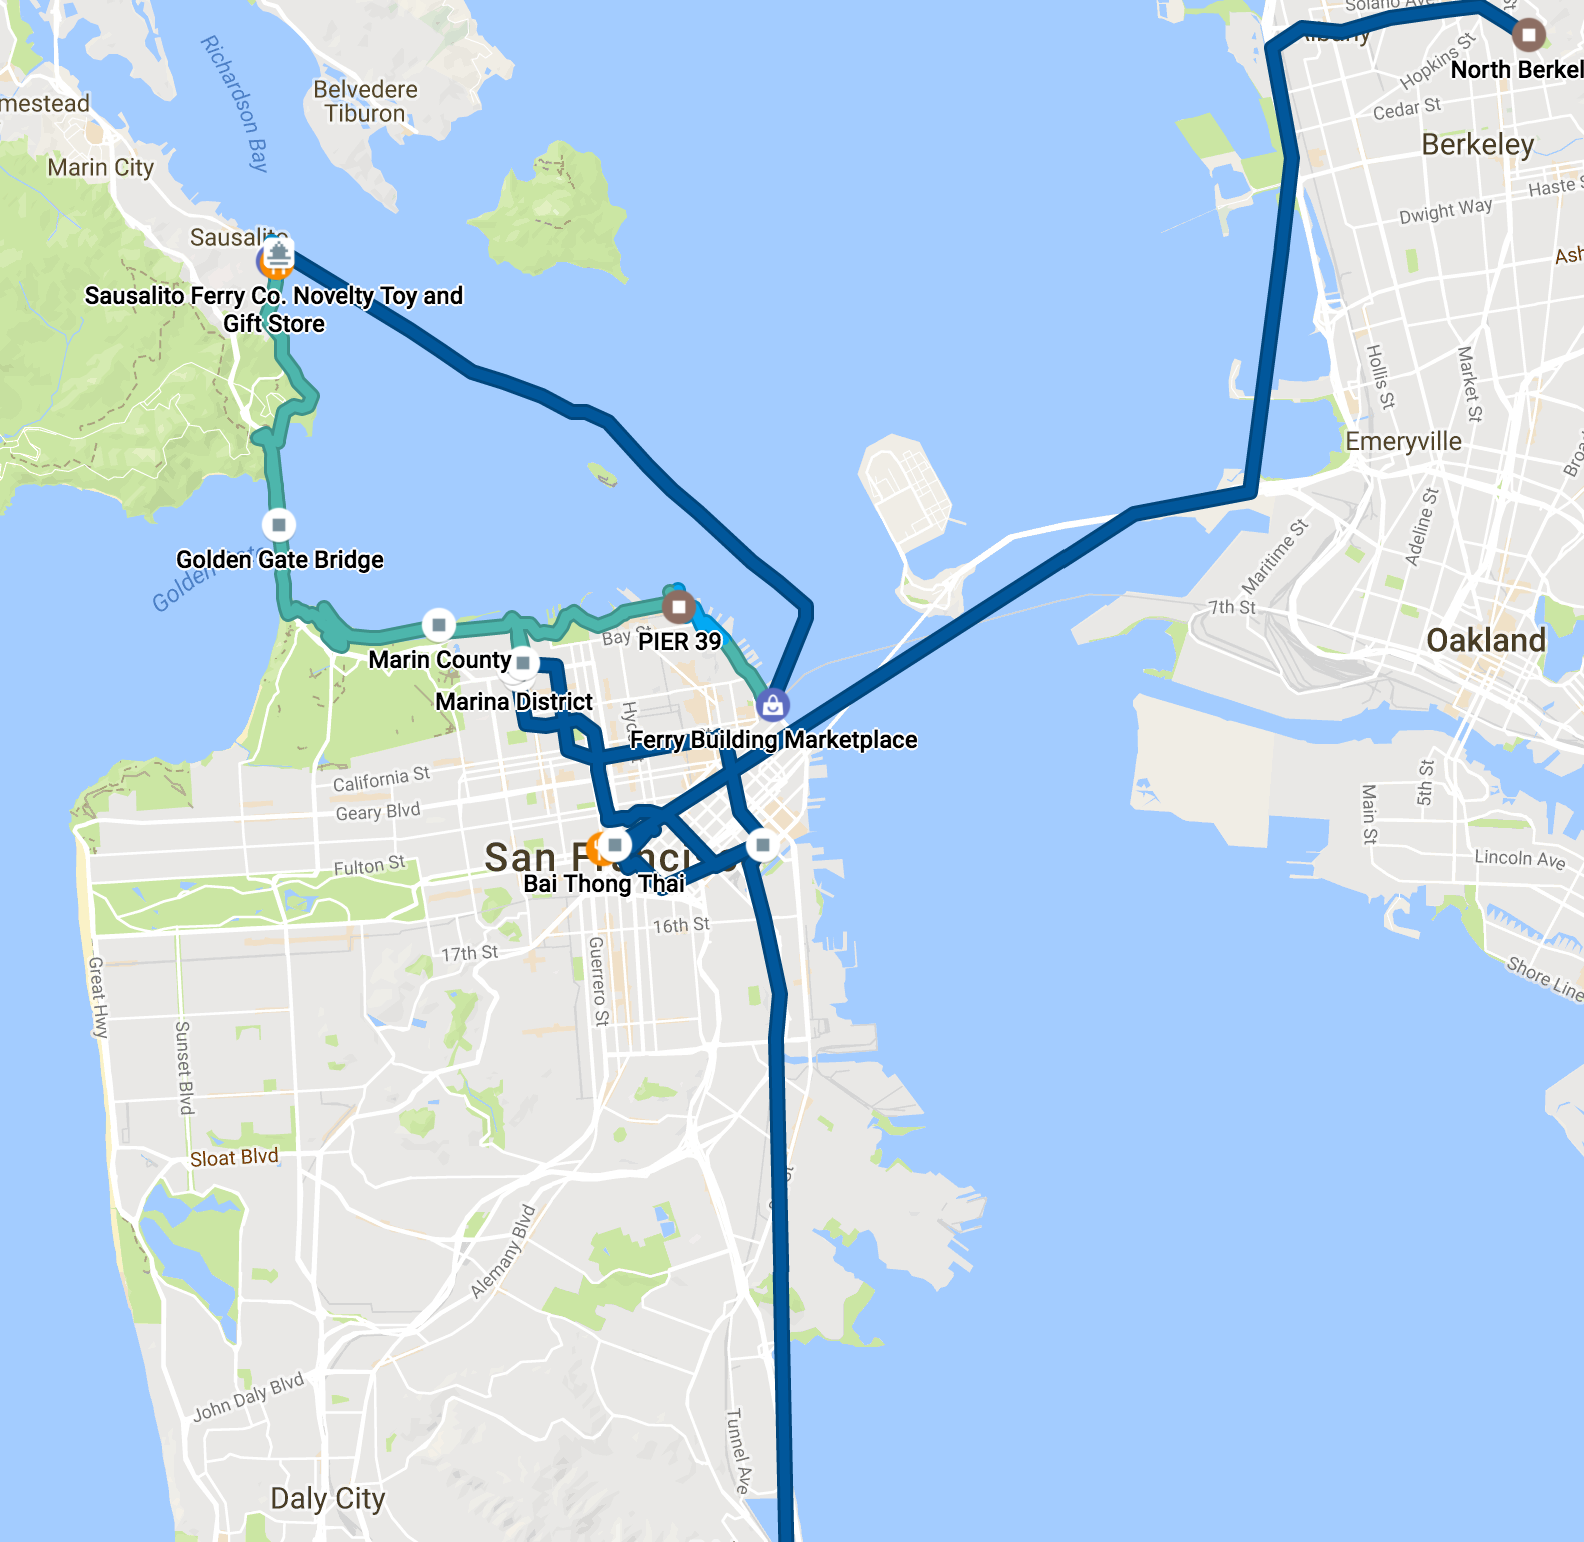 Solano Ave
Albany
Richardson Bay
Belvedere
Tiburon
Hopkins St
North Berkel
mestead
Cedar St
Berkeley
Marin City
Haste S
Dwight Way
Sausalito
Ash
Sausalito Ferry Co. Novelty Toy and
Gift Store
Hollis St
Market St
Emeryville
Broa
Adeline St
Maritime St
Golden Gate Bridge
Golden
7th St
Bay St
PIER 39
Oakland
Marin County
Marina District
Hyde St
Ferry Building Marketplace
California St
Geary Blvd
5th St
Main St
San Francisco
Fulton St
Lincoln Ave
Bai Thong Thai
16th St
17th St
Guerrero St
Great Hwy
Shore Line
Sunset Blvd
Sloat Blvd
Alemany Blvd
John Daly Blvd
Tunnel Ave
Daly City